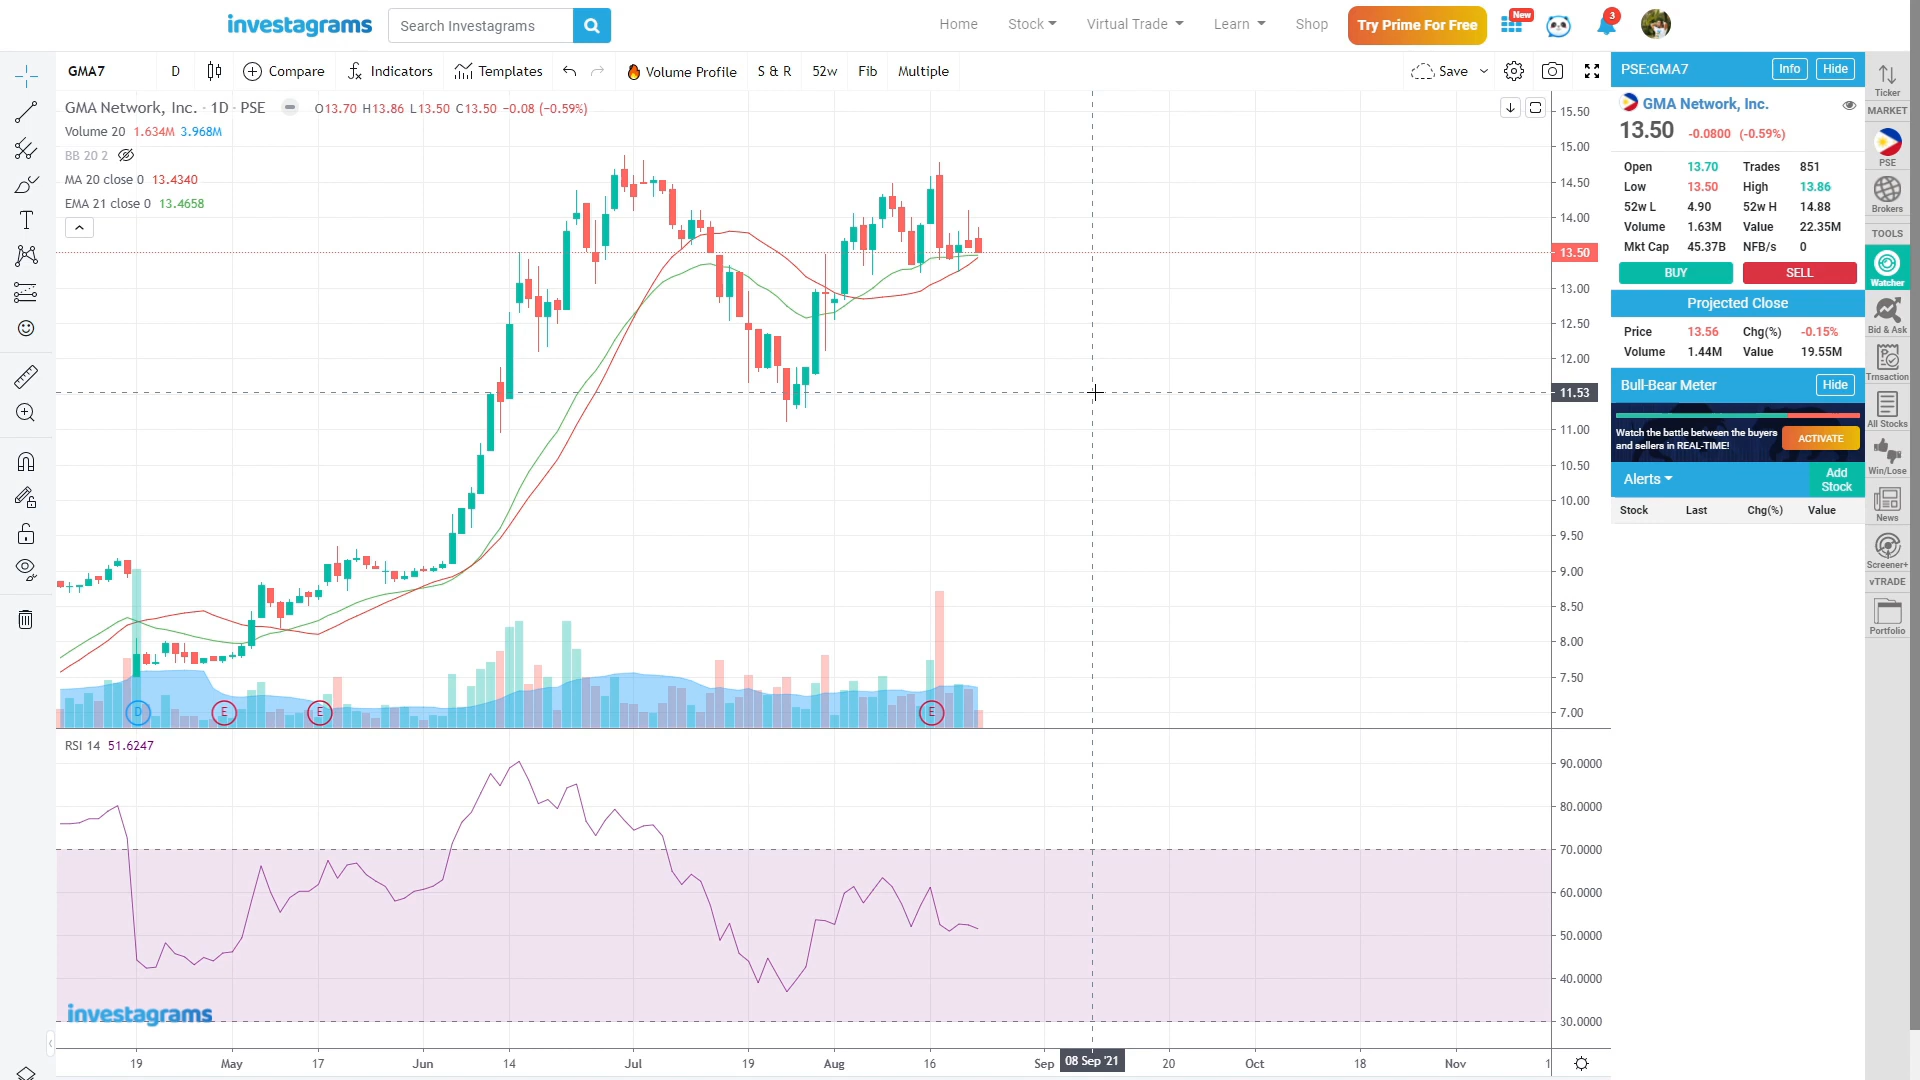 investagrams
Search Investagrams
Home
Stock
Virtual Trade
Learn
Shop
Try Prime For Free
New
3
GMA7
D
Compare
Indicators
Templates
Volume Profile
S & R
52w
Fib
Multiple
Save
GMA Network, Inc. · 1D · PSE
O13.70 H13.86 L13.50 C13.50 −0.08 (−0.59%)
Volume 20 1.634M 3.968M
BB 20 2
MA 20 close 0 13.4340
EMA 21 close 0 13.4658
15.50
15.00
14.50
14.00
13.50
13.00
12.50
12.00
11.53
11.00
10.50
10.00
9.50
9.00
8.50
8.00
7.50
7.00
D
E
E
E
RSI 14 51.6247
90.0000
80.0000
70.0000
60.0000
50.0000
40.0000
30.0000
investagrams
19
May
17
Jun
14
Jul
19
Aug
16
Sep
08 Sep '21
20
Oct
18
Nov
1
PSE:GMA7
Info
Hide
GMA Network, Inc.
13.50 -0.0800 (-0.59%)
Open 13.70 Trades 851
Low 13.50 High 13.86
52w L 4.90 52w H 14.88
Volume 1.63M Value 22.35M
Mkt Cap 45.37B NFB/s 0
BUY
SELL
Projected Close
Price 13.56 Chg(%) -0.15%
Volume 1.44M Value 19.55M
Bull-Bear Meter
Hide
Watch the battle between the buyers
and sellers in REAL-TIME!
ACTIVATE
Alerts
Add
Stock
Stock Last Chg(%) Value
Ticker
MARKET
PSE
Brokers
TOOLS
Watcher
Bid & Ask
Trnsaction
All Stocks
Win/Lose
News
Screener+
vTRADE
Portfolio